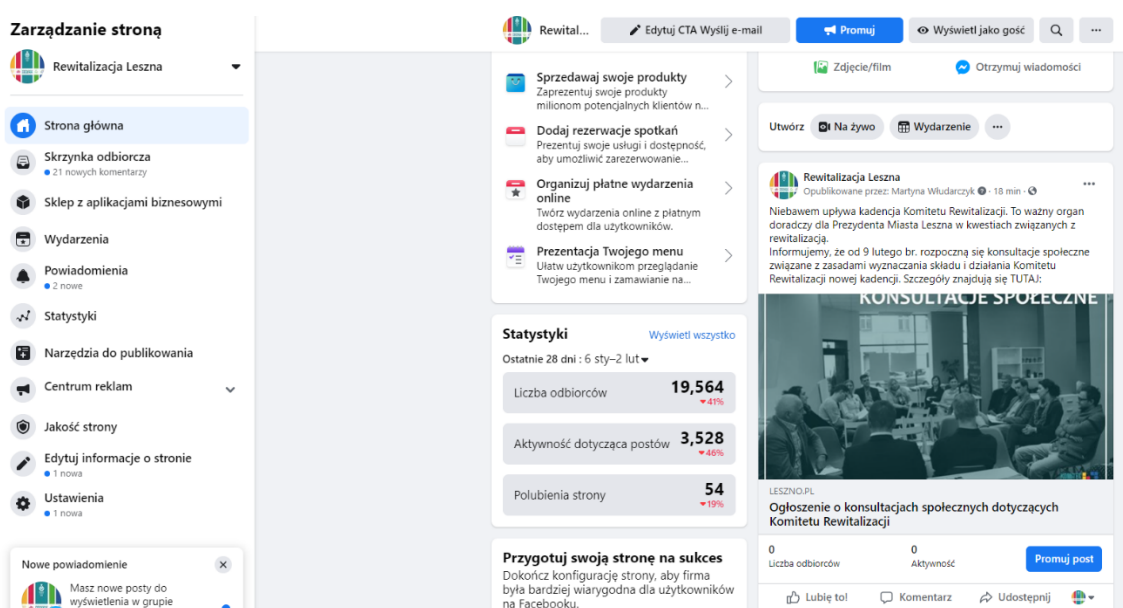 Zarządzanie stroną
Rewitalizacja Leszna
Strona główna
Skrzynka odbiorcza
21 nowych komentarzy
Sklep z aplikacjami biznesowymi
Wydarzenia
Powiadomienia
2 nowe
Statystyki
Narzędzia do publikowania
Centrum reklam
Jakość strony
Edytuj informacje o stronie
1 nowa
Ustawienia
1 nowa
Nowe powiadomienie
Masz nowe posty do
wyświetlenia w grupie
Rewital...
Edytuj CTA Wyślij e-mail
Promuj
Wyświetl jako gość
Sprzedawaj swoje produkty
Zaprezentuj swoje produkty
milionom potencjalnych klientów n...
Dodaj rezerwacje spotkań
Prezentuj swoje usługi i dostępność,
aby umożliwić zarezerwowanie...
Organizuj płatne wydarzenia
online
Twórz wydarzenia online z płatnym
dostępem dla użytkowników.
Prezentacja Twojego menu
Ułatw użytkownikom przeglądanie
Twojego menu i zamawianie na...
Statystyki Wyświetl wszystko
Ostatnie 28 dni : 6 sty–2 lut
Liczba odbiorców 19,564
41%
Aktywność dotycząca postów 3,528
46%
Polubienia strony 54
19%
Przygotuj swoją stronę na sukces
Dokończ konfigurację strony, aby firma
była bardziej wiarygodna dla użytkowników
na Facebooku.
Zdjęcie/film Otrzymuj wiadomości
Utwórz Na żywo Wydarzenie ...
Rewitalizacja Leszna
Opublikowane przez: Martyna Włudarczyk · 18 min ·
Niebawem upływa kadencja Komitetu Rewitalizacji. To ważny organ
doradczy dla Prezydenta Miasta Leszna w kwestiach związanych z
rewitalizacją.
Informujemy, że od 9 lutego br. rozpoczną się konsultacje społeczne
związane z zasadami wyznaczania składu i działania Komitetu
Rewitalizacji nowej kadencji. Szczegóły znajdują się TUTAJ:
KONSULTACJE SPOŁECZNE
LESZNO.PL
Ogłoszenie o konsultacjach społecznych dotyczących
Komitetu Rewitalizacji
0 0
Liczba odbiorców Aktywność
Promuj post
Lubię to! Komentarz Udostępnij